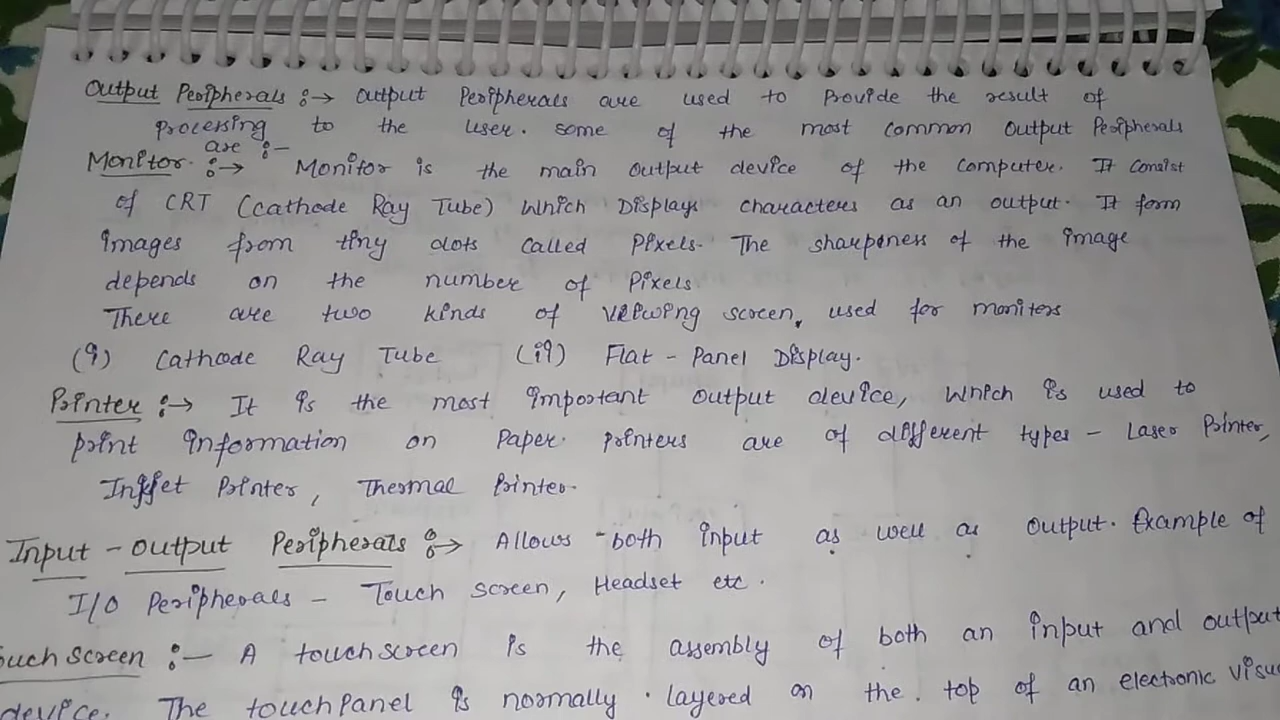 Output Peripherals :→ Output Peripherals are used to Provide the result of
Processing to the User. some of the most common Output Peripherals
are :-
Monitor. :→ Monitor is the main output device of the computer. It consist
of CRT (Cathode Ray Tube) Which Displays characters as an output. It form
images from tiny dots called Pixels. The sharpness of the image
depends on the number of Pixels
There are two kinds of viewing screen, used for monitors
(i) Cathode Ray Tube (ii) Flat - Panel Display.
Printer :→ It is the most important output device, Which is used to
print information on Paper. Printers are of different types - Laser Printer,
Inkjet Printer, Thermal Printer.
Input - Output Peripherals :→ Allows both input as well as output. Example of
I/O Peripherals - Touch screen, Headset etc.
ouch screen :- A touch screen is the assembly of both an input and output
device. The touch Panel is normally layered on the top of an electronic visu